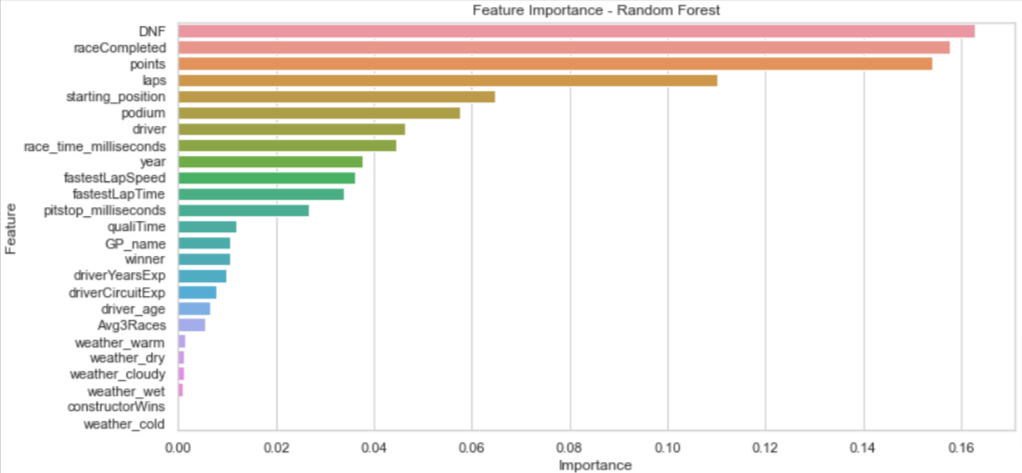 Feature Importance - Random Forest
DNF
raceCompleted
points
laps
starting_position
podium
driver
race_time_milliseconds
year
fastestLapSpeed
fastestLapTime
pitstop_milliseconds
qualiTime
GP_name
winner
driverYearsExp
driverCircuitExp
driver_age
Avg3Races
weather_warm
weather_dry
weather_cloudy
weather_wet
constructorWins
weather_cold
Feature
0.00 0.02 0.04 0.06 0.08 0.10 0.12 0.14 0.16
Importance